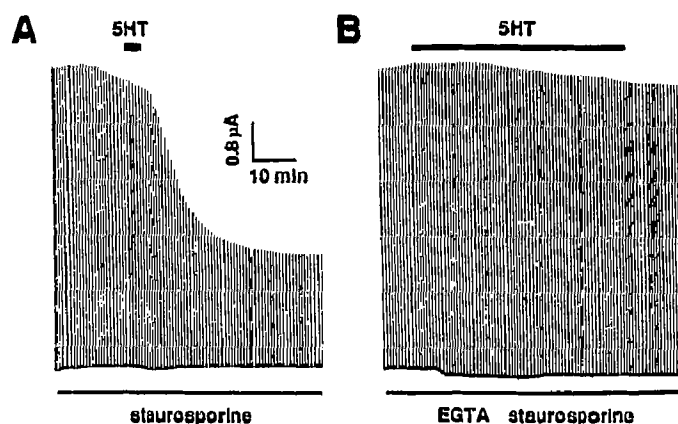 A
5HT
0.8 µA
10 min
staurosporine
B
5HT
EGTA staurosporine